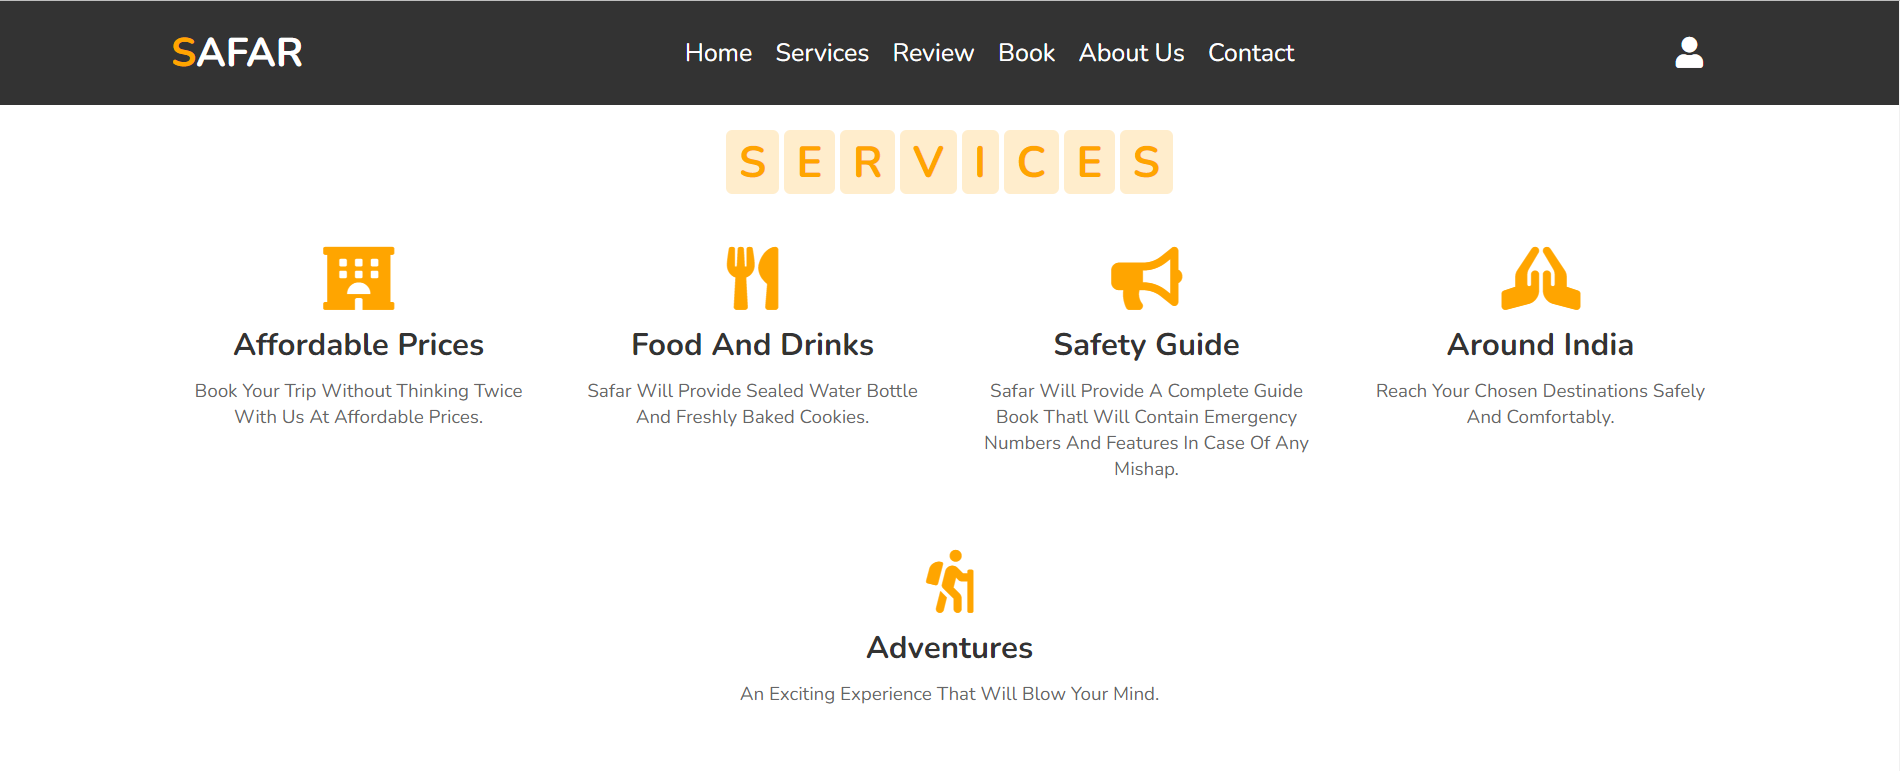 SAFAR
Home Services Review Book About Us Contact
SERVICES
Affordable Prices
Book Your Trip Without Thinking Twice
With Us At Affordable Prices.
Food And Drinks
Safar Will Provide Sealed Water Bottle
And Freshly Baked Cookies.
Safety Guide
Safar Will Provide A Complete Guide
Book Thatl Will Contain Emergency
Numbers And Features In Case Of Any
Mishap.
Around India
Reach Your Chosen Destinations Safely
And Comfortably.
Adventures
An Exciting Experience That Will Blow Your Mind.